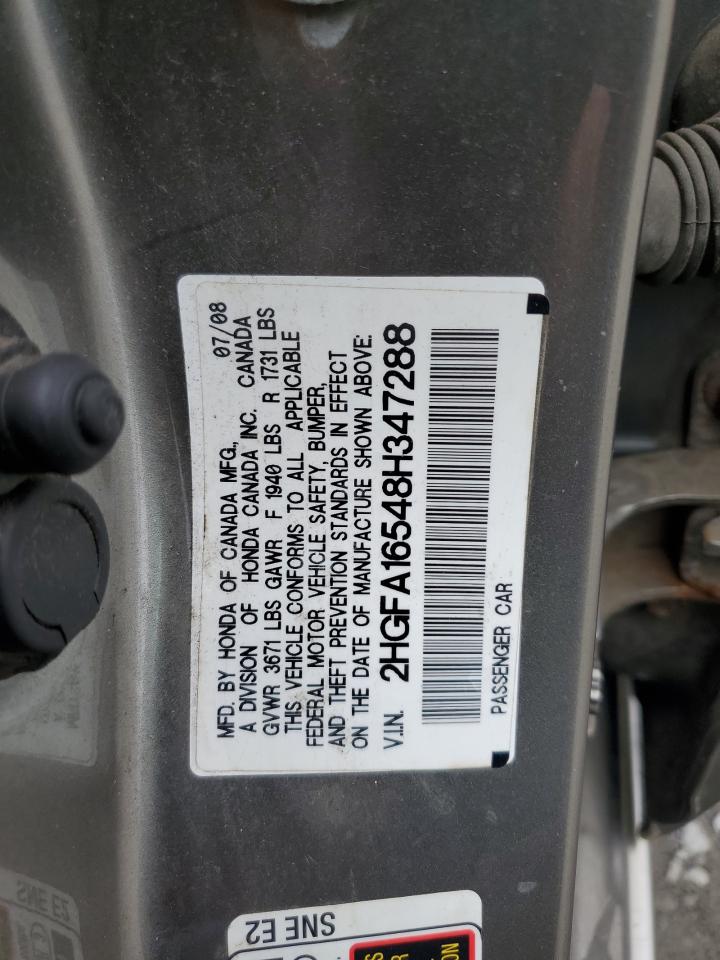 07/08
MFD. BY HONDA OF CANADA MFG.,
A DIVISION OF HONDA CANADA INC. CANADA
GVWR 3671 LBS GAWR F 1940 LBS R 1731 LBS
THIS VEHICLE CONFORMS TO ALL APPLICABLE
FEDERAL MOTOR VEHICLE SAFETY, BUMPER,
AND THEFT PREVENTION STANDARDS IN EFFECT
ON THE DATE OF MANUFACTURE SHOWN ABOVE:
V.I.N. 2HGFA16548H347288
PASSENGER CAR
SNE E2
SNE E2